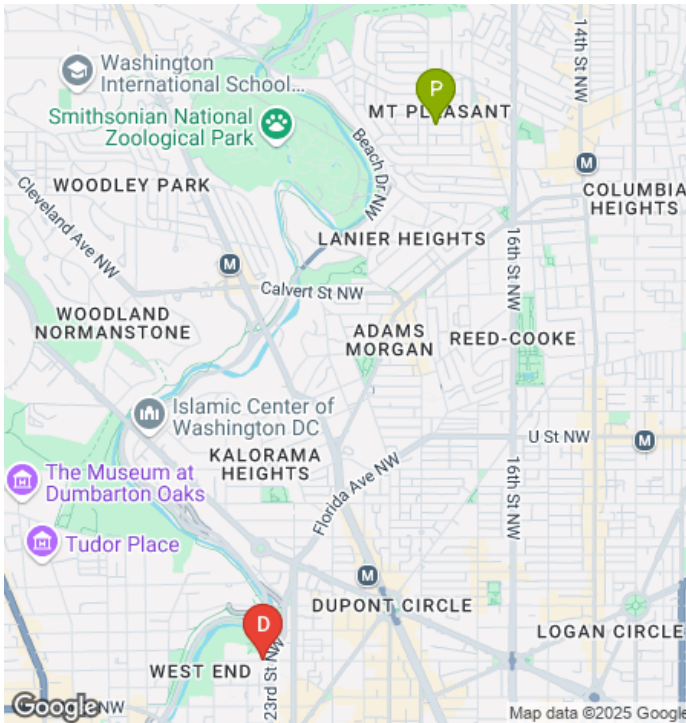 Washington
International School...
P
MT PLEASANT
14th St NW
Smithsonian National
Zoological Park
Beach Dr NW
M
WOODLEY PARK
COLUMBIA
HEIGHTS
Cleveland Ave NW
LANIER HEIGHTS
16th St NW
M
Calvert St NW
WOODLAND
NORMANSTONE
ADAMS
MORGAN
REED-COOKE
Islamic Center of
Washington DC
U St NW
M
KALORAMA
HEIGHTS
16th St NW
The Museum at
Dumbarton Oaks
Florida Ave NW
Tudor Place
M
DUPONT CIRCLE
D
LOGAN CIRCLE
WEST END
23rd St NW
Google
NW
Map data ©2025 Google